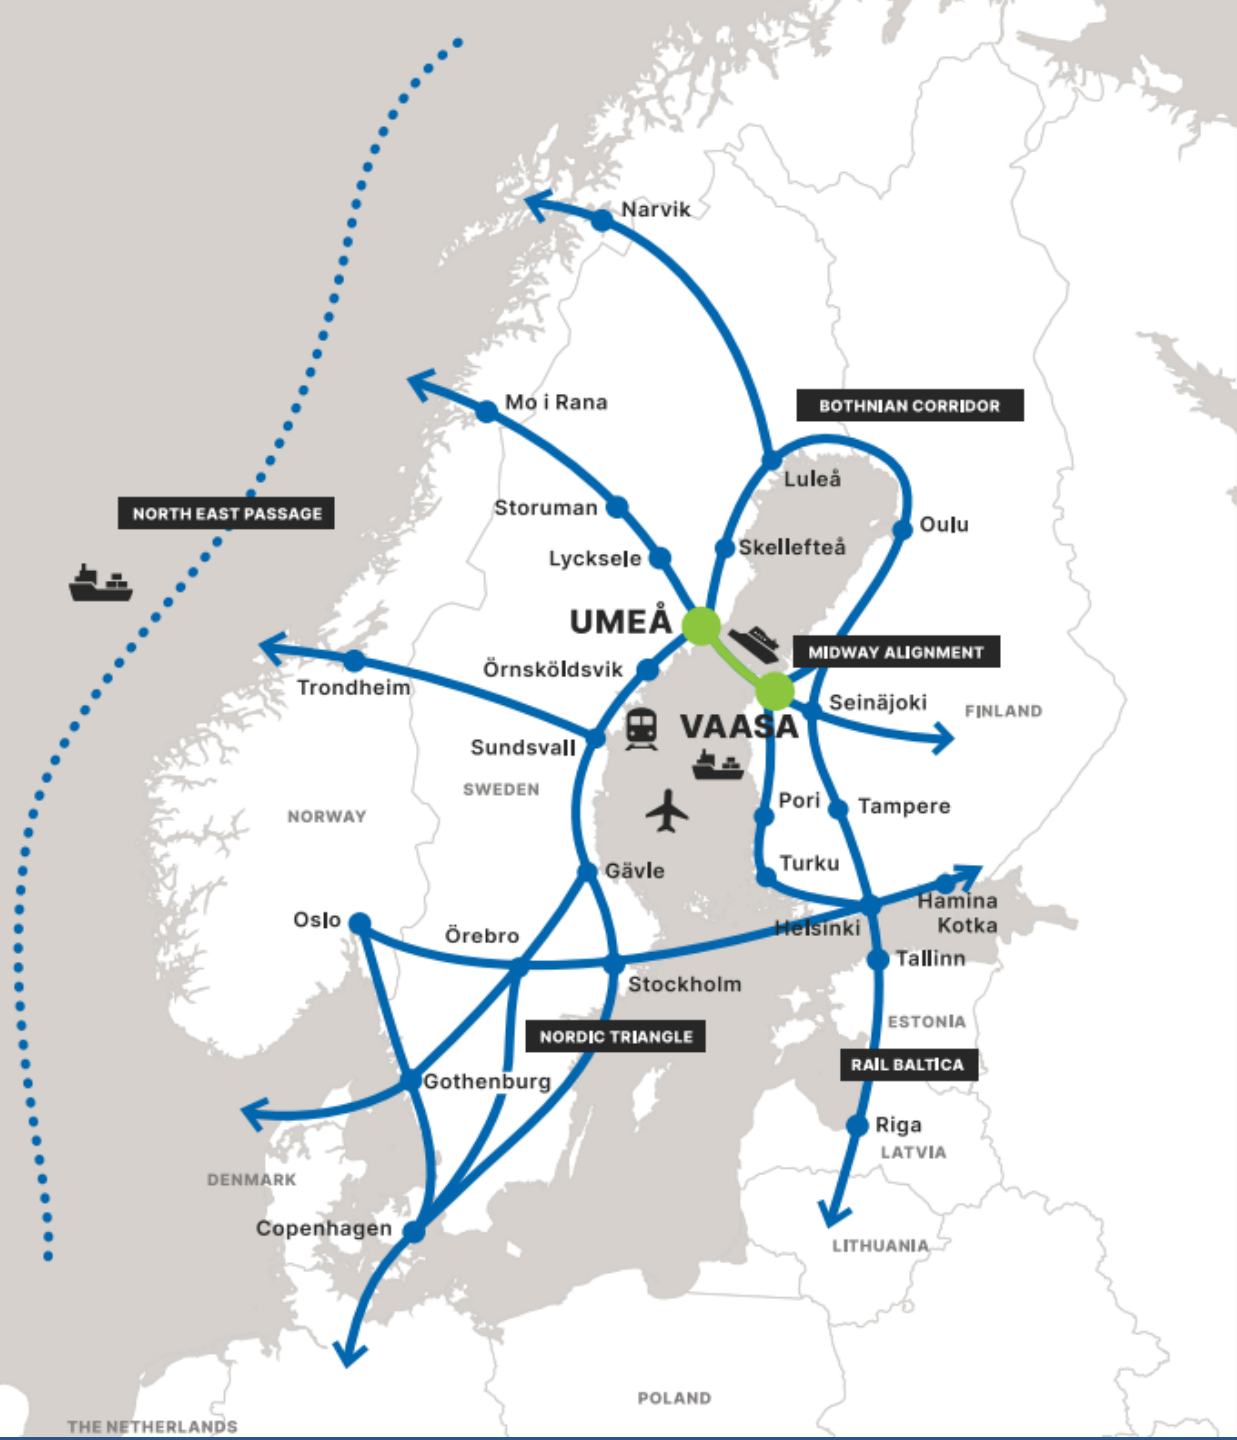 Narvik
Mo i Rana
BOTHNIAN CORRIDOR
Luleå
Storuman
NORTH EAST PASSAGE
Oulu
Skellefteå
Lycksele
UMEÅ
MIDWAY ALIGNMENT
Örnsköldsvik
Trondheim
Seinäjoki
FINLAND
VAASA
Sundsvall
SWEDEN
Pori
Tampere
NORWAY
Turku
Gävle
Hamina
Kotka
Oslo
Örebro
Helsinki
Tallinn
Stockholm
ESTONIA
NORDIC TRIANGLE
RAIL BALTICA
Gothenburg
Riga
LATVIA
DENMARK
Copenhagen
LITHUANIA
POLAND
THE NETHERLANDS